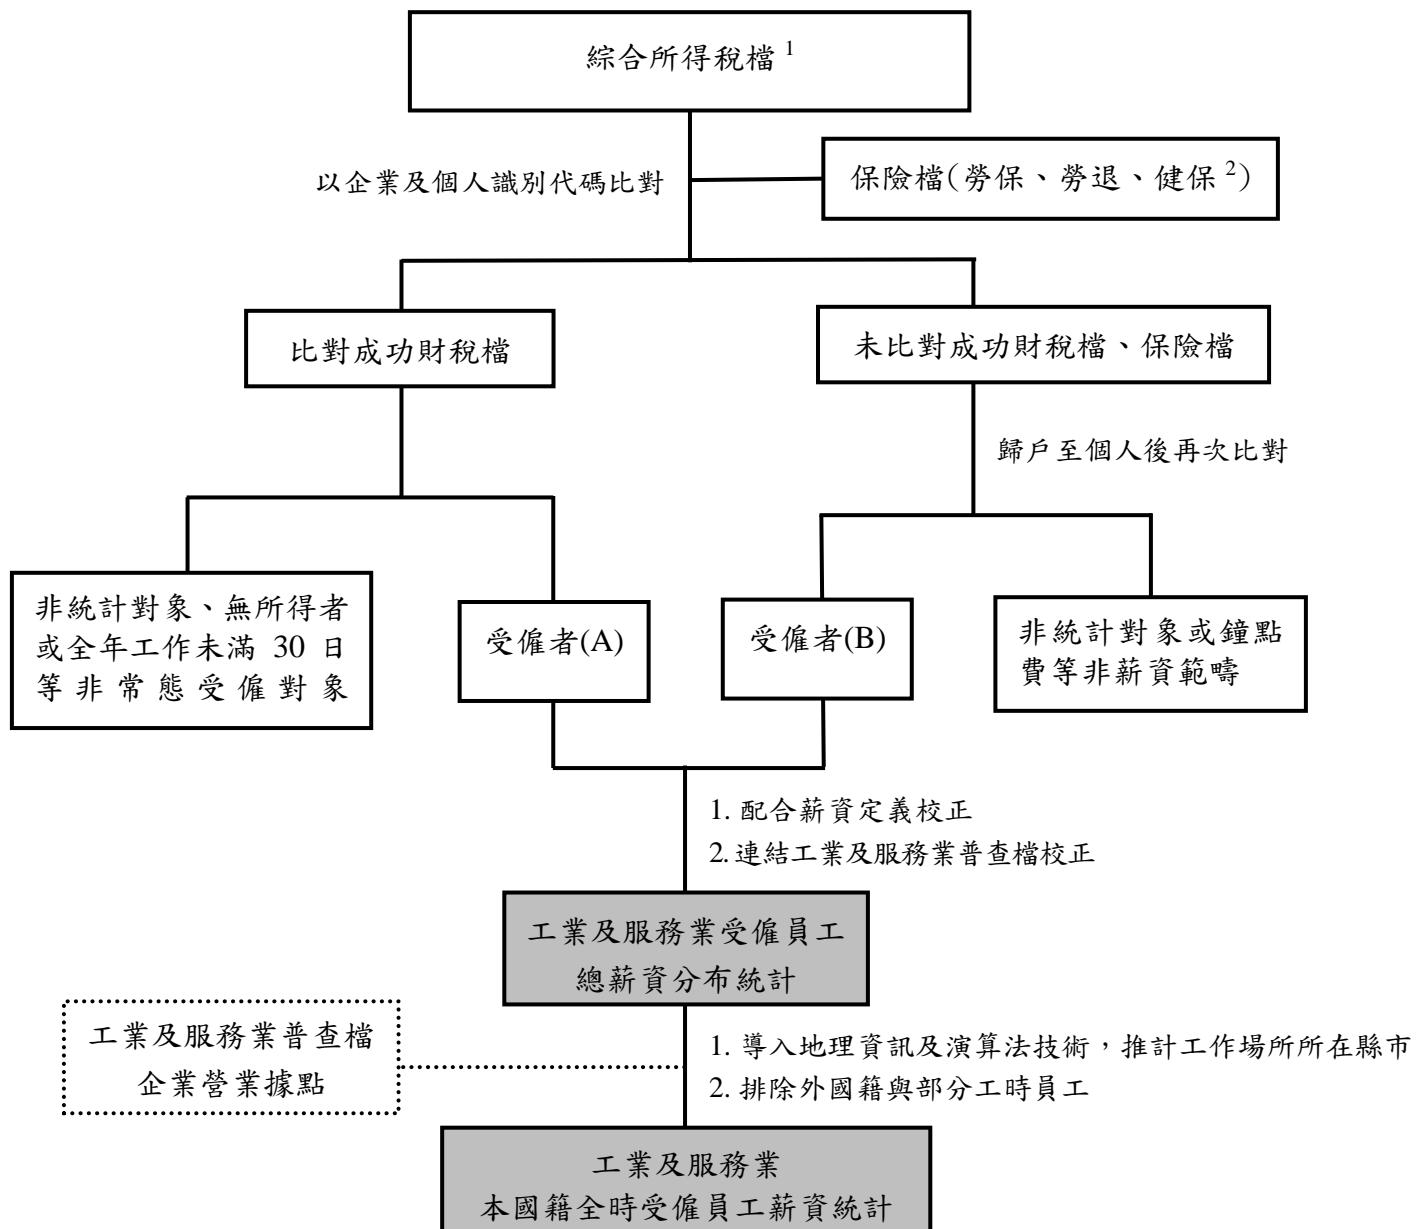 綜合所得稅檔 1
以企業及個人識別代碼比對
保險檔(勞保、勞退、健保 2)
比對成功財稅檔
未比對成功財稅檔、保險檔
歸戶至個人後再次比對
非統計對象、無所得者
或全年工作未滿 30 日
等非常態受僱對象
受僱者(A)
受僱者(B)
非統計對象或鐘點
費等非薪資範疇
1. 配合薪資定義校正
2. 連結工業及服務業普查檔校正
工業及服務業受僱員工
總薪資分布統計
工業及服務業普查檔
企業營業據點
1. 導入地理資訊及演算法技術，推計工作場所所在縣市
2. 排除外國籍與部分工時員工
工業及服務業
本國籍全時受僱員工薪資統計